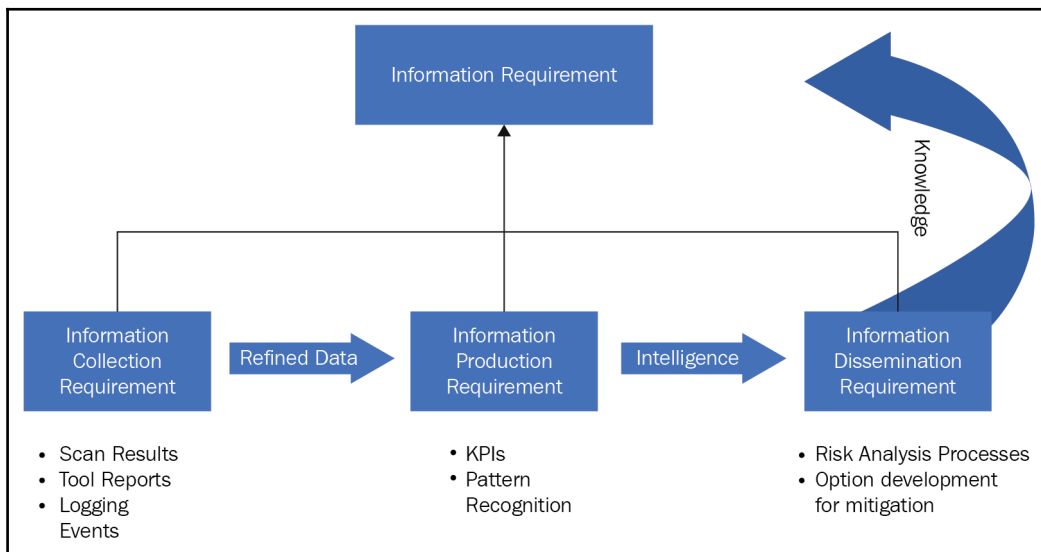 Information Requirement
Knowledge
Information
Collection
Requirement
Refined Data
Information
Production
Requirement
Intelligence
Information
Dissemination
Requirement
• Scan Results
• Tool Reports
• Logging
Events
• KPIs
• Pattern
Recognition
• Risk Analysis Processes
• Option development
for mitigation